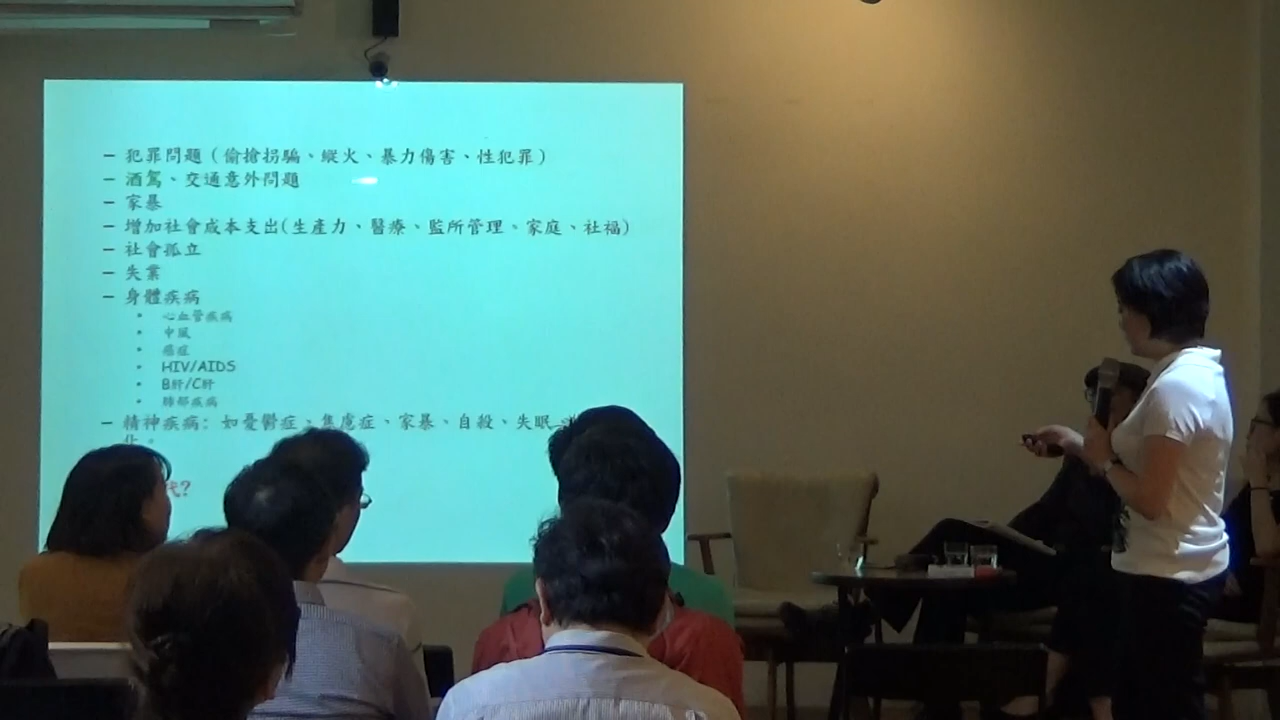 – 犯罪問題（偷搶拐騙、縱火、暴力傷害、性犯罪）
– 酒駕、交通意外問題
– 家暴
– 增加社會成本支出(生產力、醫療、監所管理。家庭、社福)
– 社會孤立
– 失業
– 身體疾病
• 心血管疾病
• 中風
• 癌症
• HIV/AIDS
• B肝/C肝
• 肺部疾病
– 精神疾病: 如憂鬱症、焦慮症、家暴、自殺、失眠
化。
代?